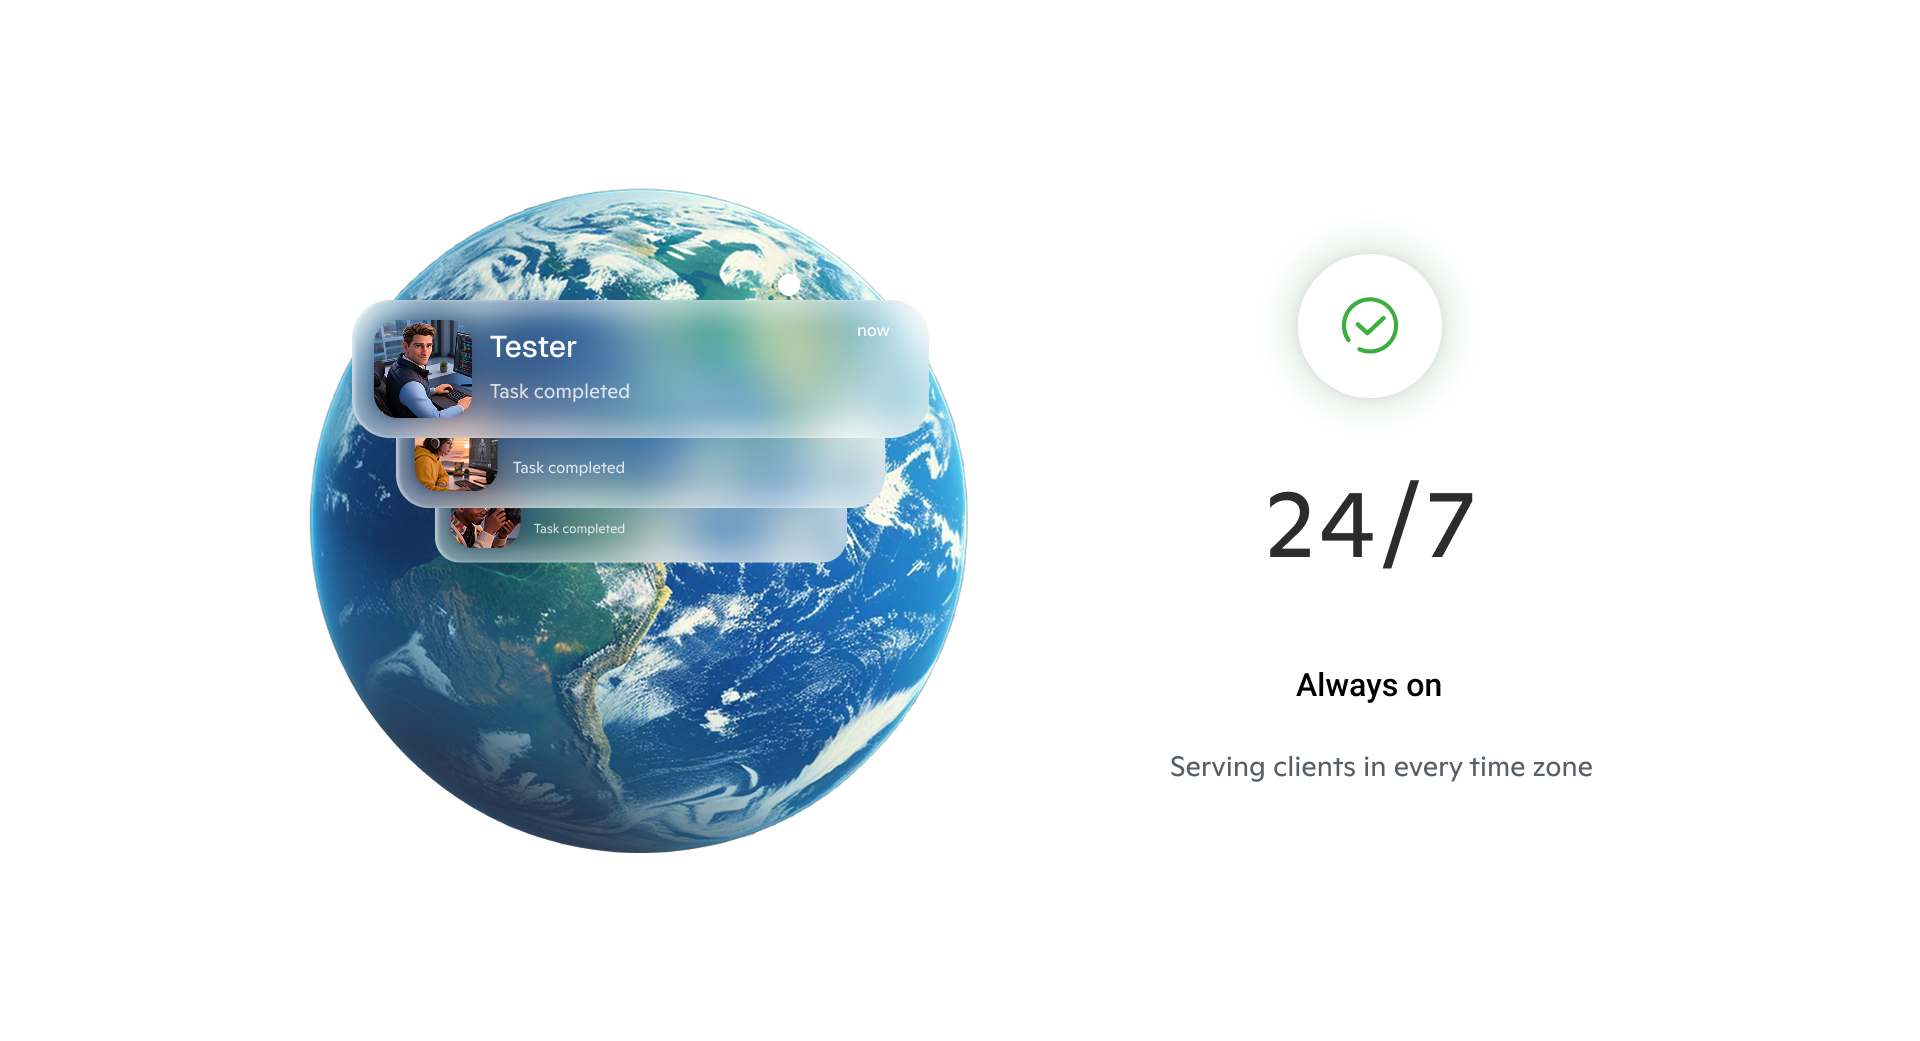 Tester
now
Task completed
Task completed
Task completed
24/7
Always on
Serving clients in every time zone